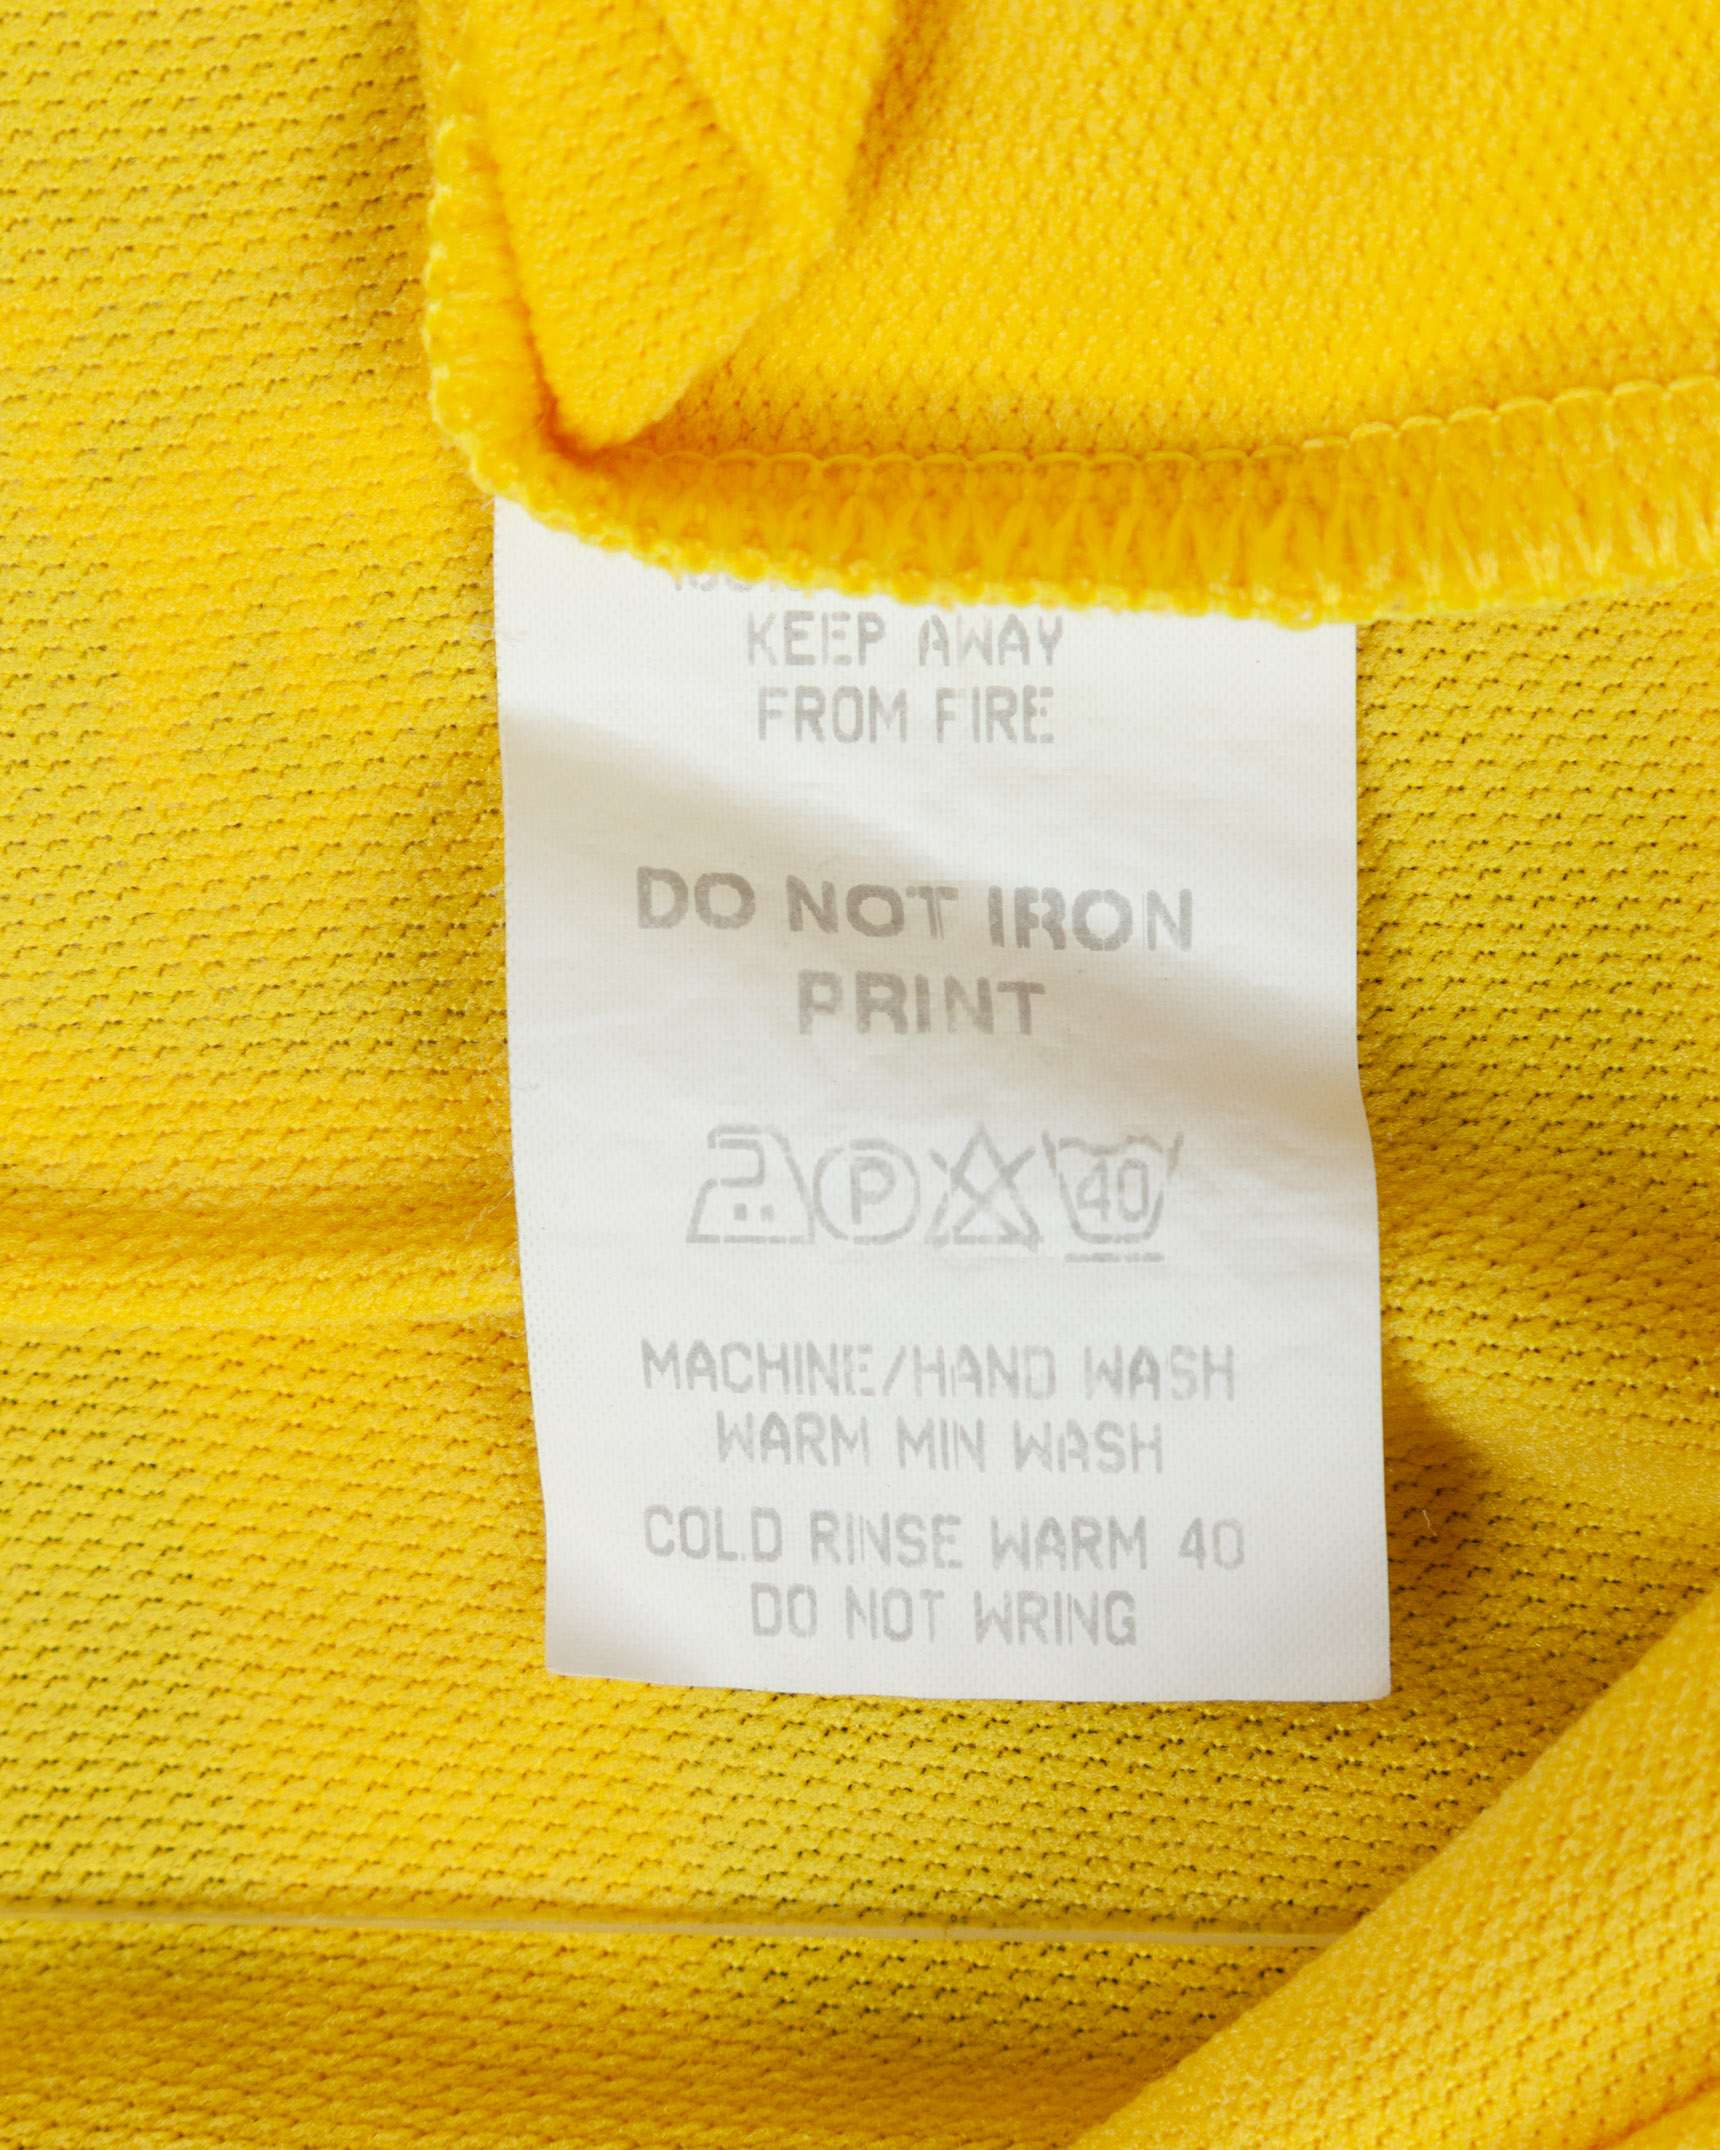 KEEP AWAY
FROM FIRE
DO NOT IRON
PRINT
P 40
MACHINE/HAND WASH
WARM MIN WASH
COLD RINSE WARM 40
DO NOT WRING